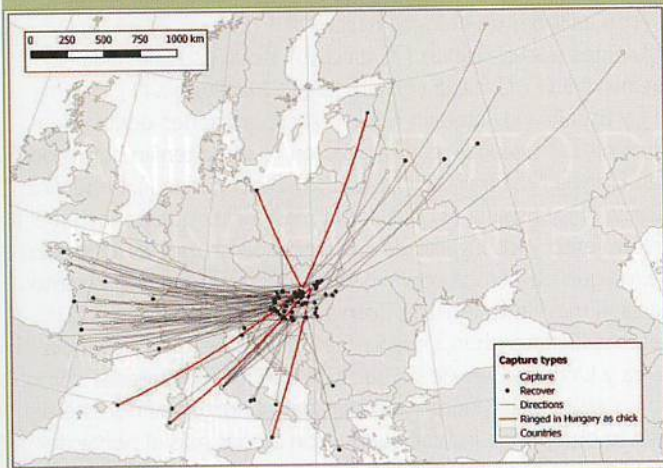 0 250 500 750 1000 km
Capture types
Capture
Recover
Directions
Ringed in Hungary as chick
Countries